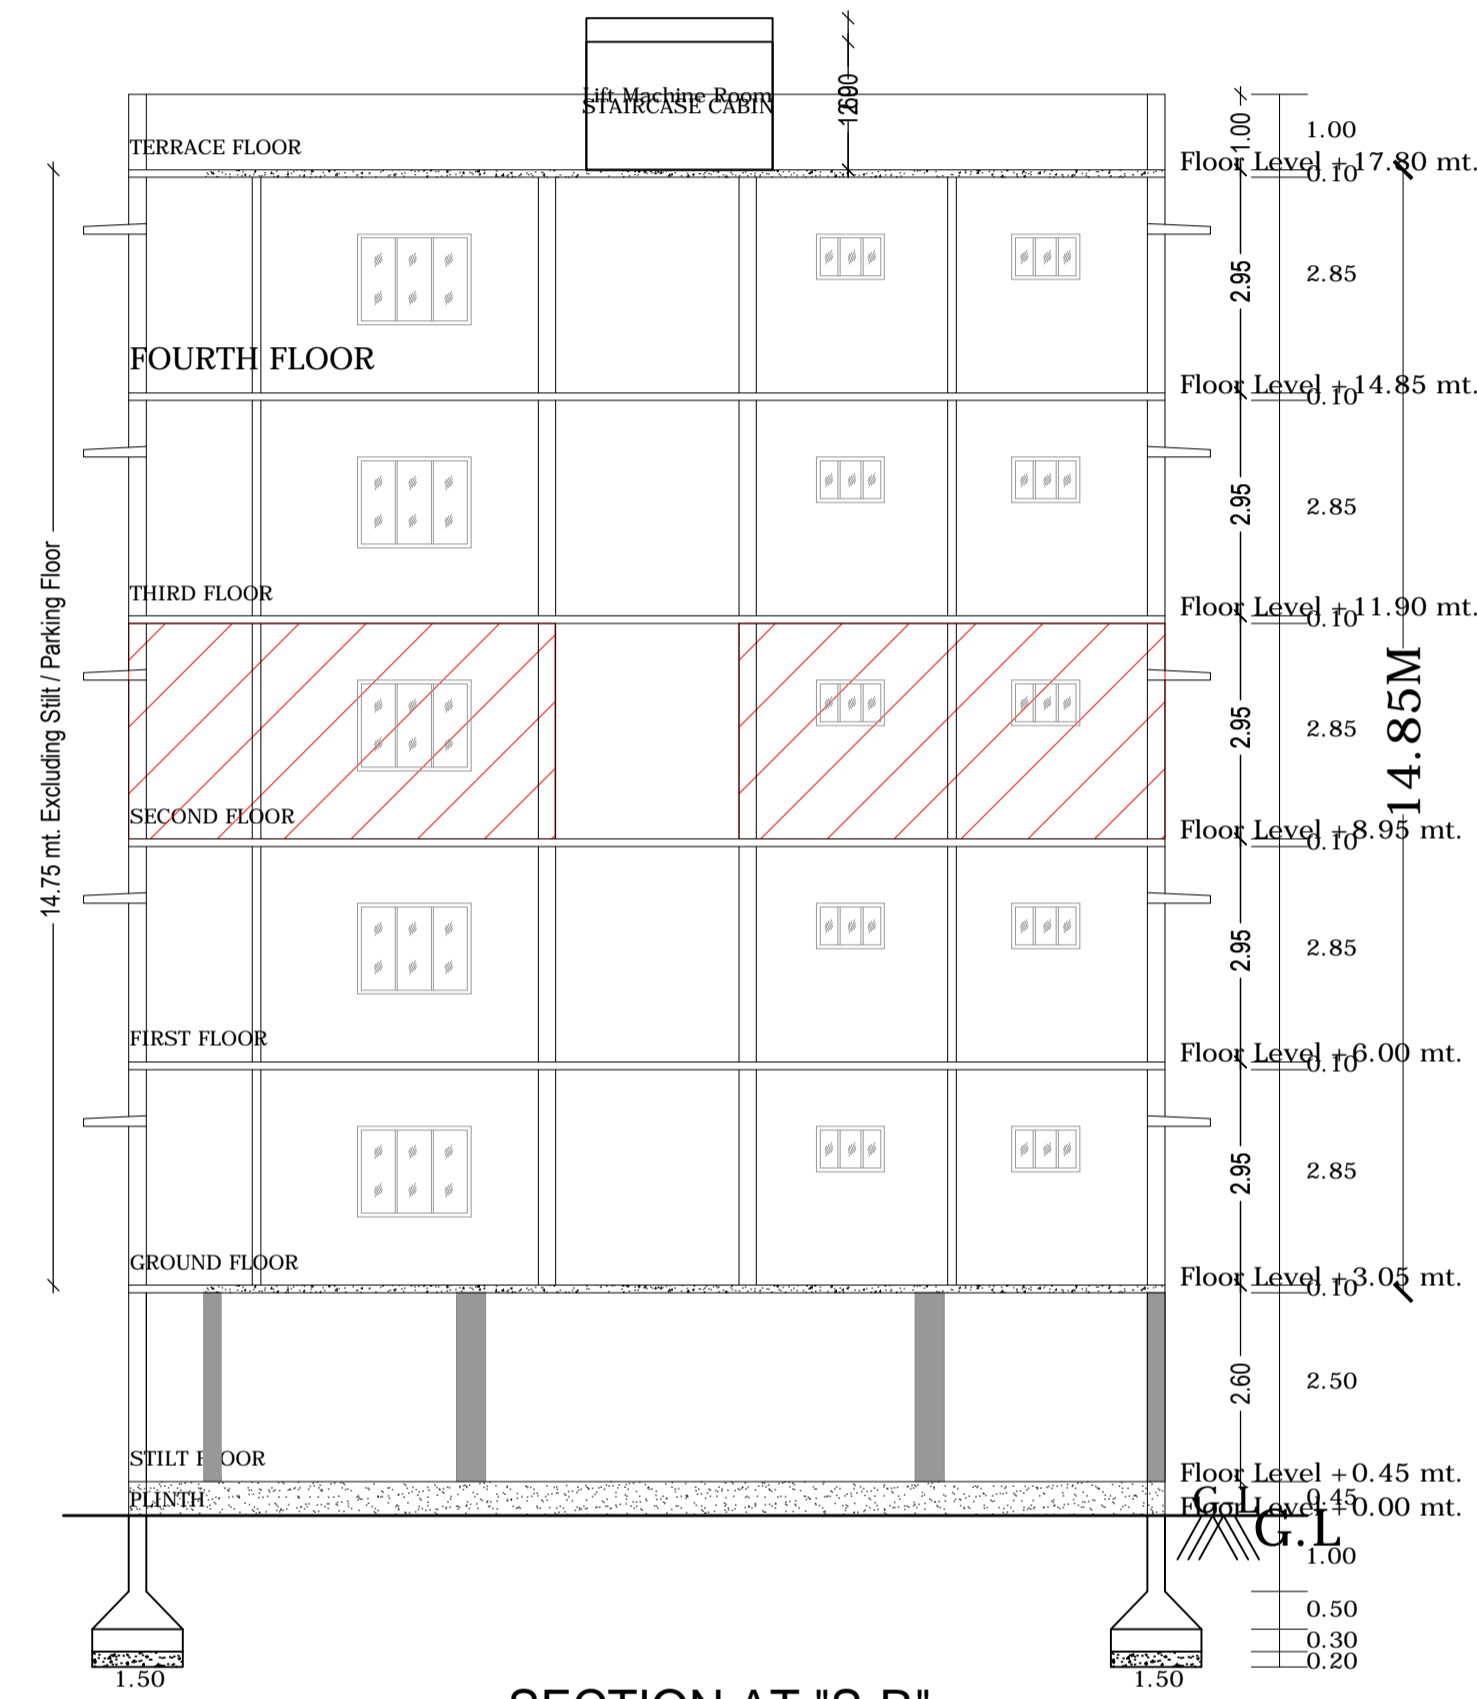 Lift Machine Room
STAIRCASE CABIN
1.00
1.00
TERRACE FLOOR
Floor Level +17.80 mt.
0.10
2.95
2.85
FOURTH FLOOR
Floor Level +14.85 mt.
0.10
2.95
2.85
THIRD FLOOR
Floor Level +11.90 mt.
0.10
14.75 mt. Excluding Stilt / Parking Floor
2.95
2.85
14.85M
SECOND FLOOR
Floor Level +8.95 mt.
0.10
2.95
2.85
FIRST FLOOR
Floor Level +6.00 mt.
0.10
2.95
2.85
GROUND FLOOR
Floor Level +3.05 mt.
0.10
2.60
2.50
STILT FLOOR
Floor Level +0.45 mt.
PLINTH
0.45
G.L
Floor Level +0.00 mt.
G.L
1.00
0.50
0.30
0.20
1.50
1.50